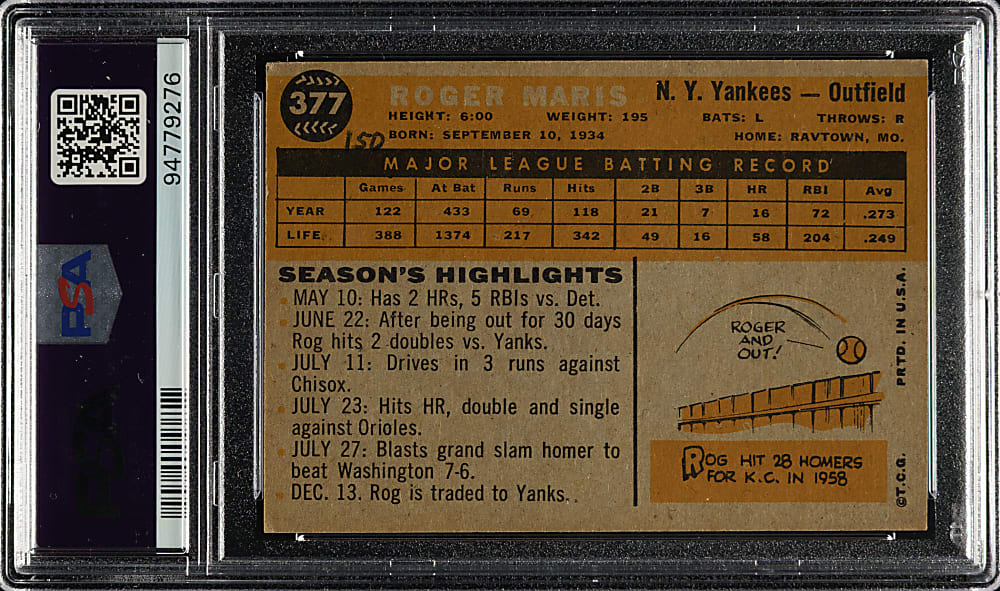 94779276
PSA
PSA
377
ROGER MARIS
N. Y. Yankees — Outfield
HEIGHT: 6:00 WEIGHT: 195 BATS: L THROWS: R
150
BORN: SEPTEMBER 10, 1934 HOME: RAYTOWN, MO.
MAJOR LEAGUE BATTING RECORD
Games At Bat Runs Hits 2B 3B HR RBI Avg
YEAR 122 433 69 118 21 7 16 72 .273
LIFE 388 1374 217 342 49 16 58 204 .249
SEASON'S HIGHLIGHTS
MAY 10: Has 2 HRs, 5 RBIs vs. Det.
JUNE 22: After being out for 30 days
Rog hits 2 doubles vs. Yanks.
JULY 11: Drives in 3 runs against
Chisox.
JULY 23: Hits HR, double and single
against Orioles.
JULY 27: Blasts grand slam homer to
beat Washington 7-6.
DEC. 13. Rog is traded to Yanks.
ROGER
AND
OUT!
ROG HIT 28 HOMERS
FOR K.C. IN 1958
©T.C.G. PRTD. IN U.S.A.